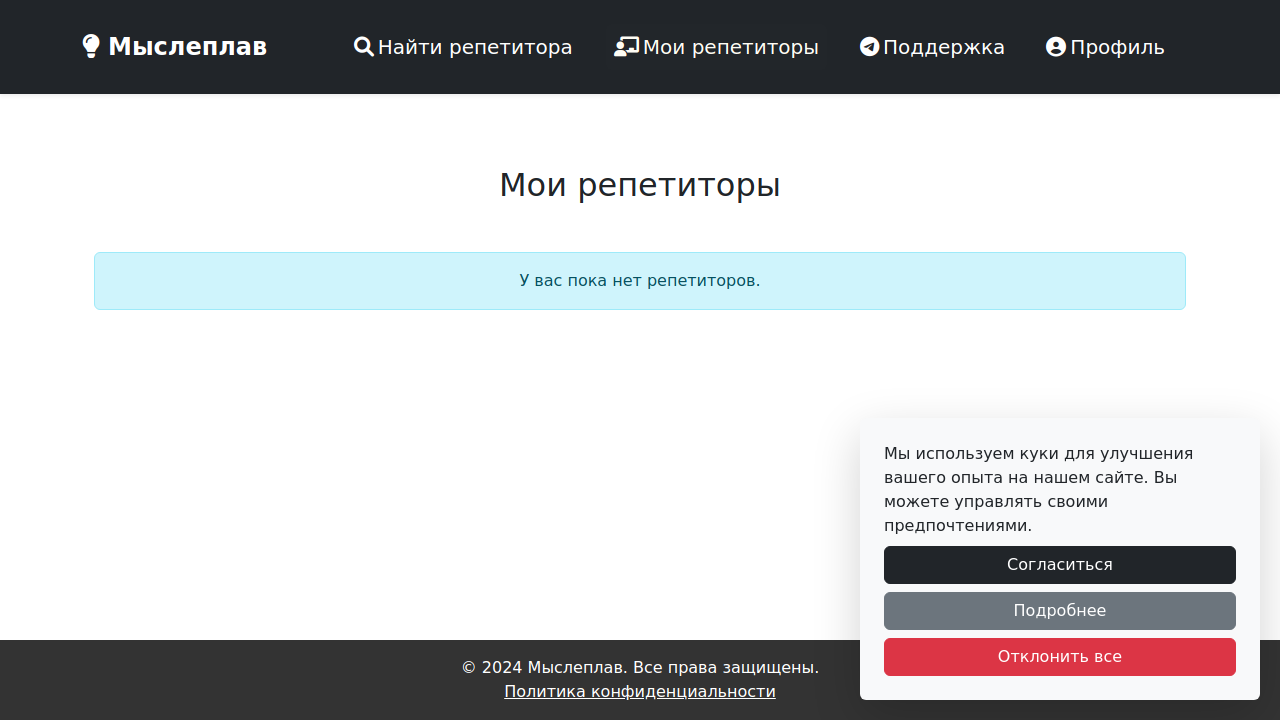 Мыслеплав
Найти репетитора
Мои репетиторы
Поддержка
Профиль
Мои репетиторы
У вас пока нет репетиторов.
Мы используем куки для улучшения
вашего опыта на нашем сайте. Вы
можете управлять своими
предпочтениями.
Согласиться
Подробнее
Отклонить все
© 2024 Мыслеплав. Все права защищены.
Политика конфиденциальности